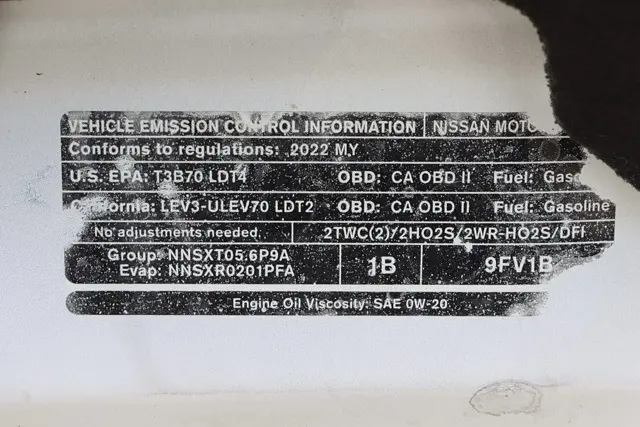 VEHICLE EMISSION CONTROL INFORMATION NISSAN MOTO
Conforms to regulations: 2022 MY
U.S. EPA: T3B70 LDT4 OBD: CA OBD II Fuel: Gaso
California: LEV3-ULEV70 LDT2 OBD: CA OBD II Fuel: Gasoline
No adjustments needed. 2TWC(2)/2HO2S/2WR-HO2S/DFI
Group: NNSXT05.6P9A
Evap: NNSXR0201PFA
1B 9FV1B
Engine Oil Viscosity: SAE 0W-20